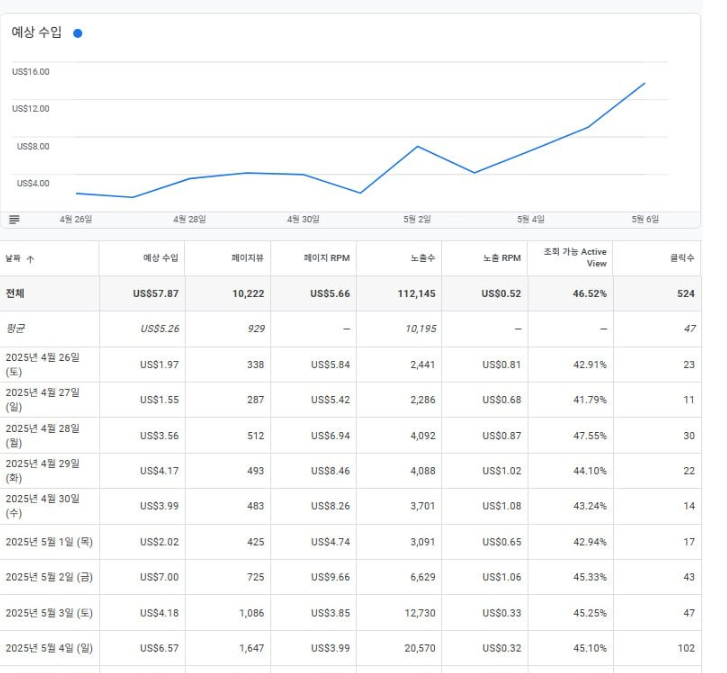 예상 수입
US$16.00
US$12.00
US$8.00
US$4.00
4월 26일 4월 28일 4월 30일 5월 2일 5월 4일 5월 6일
날짜 ↑ 예상 수입 페이지뷰 페이지 RPM 노출수 노출 RPM 조회 가능 Active View 클릭수
전체 US$57.87 10,222 US$5.66 112,145 US$0.52 46.52% 524
평균 US$5.26 929 — 10,195 — — 47
2025년 4월 26일 (토) US$1.97 338 US$5.84 2,441 US$0.81 42.91% 23
2025년 4월 27일 (일) US$1.55 287 US$5.42 2,286 US$0.68 41.79% 11
2025년 4월 28일 (월) US$3.56 512 US$6.94 4,092 US$0.87 47.55% 30
2025년 4월 29일 (화) US$4.17 493 US$8.46 4,088 US$1.02 44.10% 22
2025년 4월 30일 (수) US$3.99 483 US$8.26 3,701 US$1.08 43.24% 14
2025년 5월 1일 (목) US$2.02 425 US$4.74 3,091 US$0.65 42.94% 17
2025년 5월 2일 (금) US$7.00 725 US$9.66 6,629 US$1.06 45.33% 43
2025년 5월 3일 (토) US$4.18 1,086 US$3.85 12,730 US$0.33 45.25% 47
2025년 5월 4일 (일) US$6.57 1,647 US$3.99 20,570 US$0.32 45.10% 102